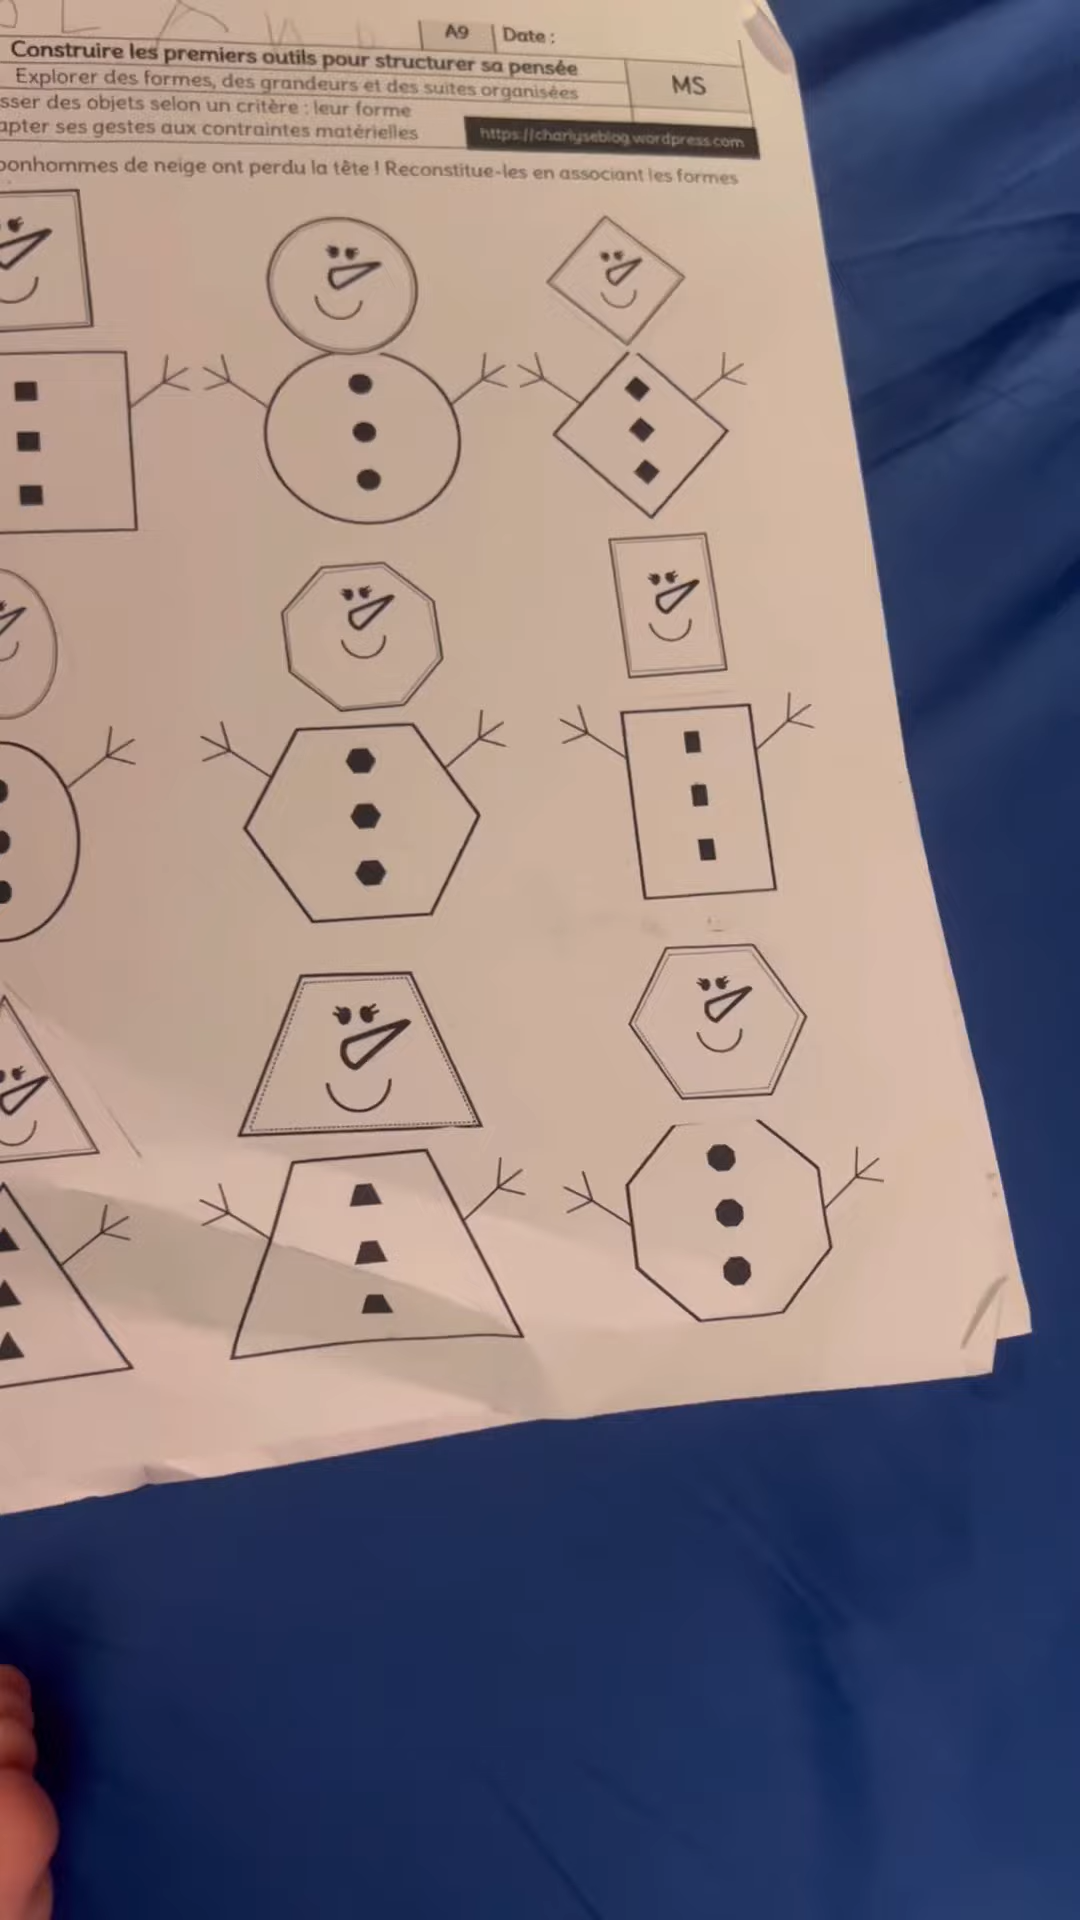 A9 Date :
Construire les premiers outils pour structurer sa pensée
Explorer des formes, des grandeurs et des suites organisées
MS
sser des objets selon un critère : leur forme
apter ses gestes aux contraintes matérielles
https://charlyseblog.wordpress.com
bonhommes de neige ont perdu la tête ! Reconstitue-les en associant les formes